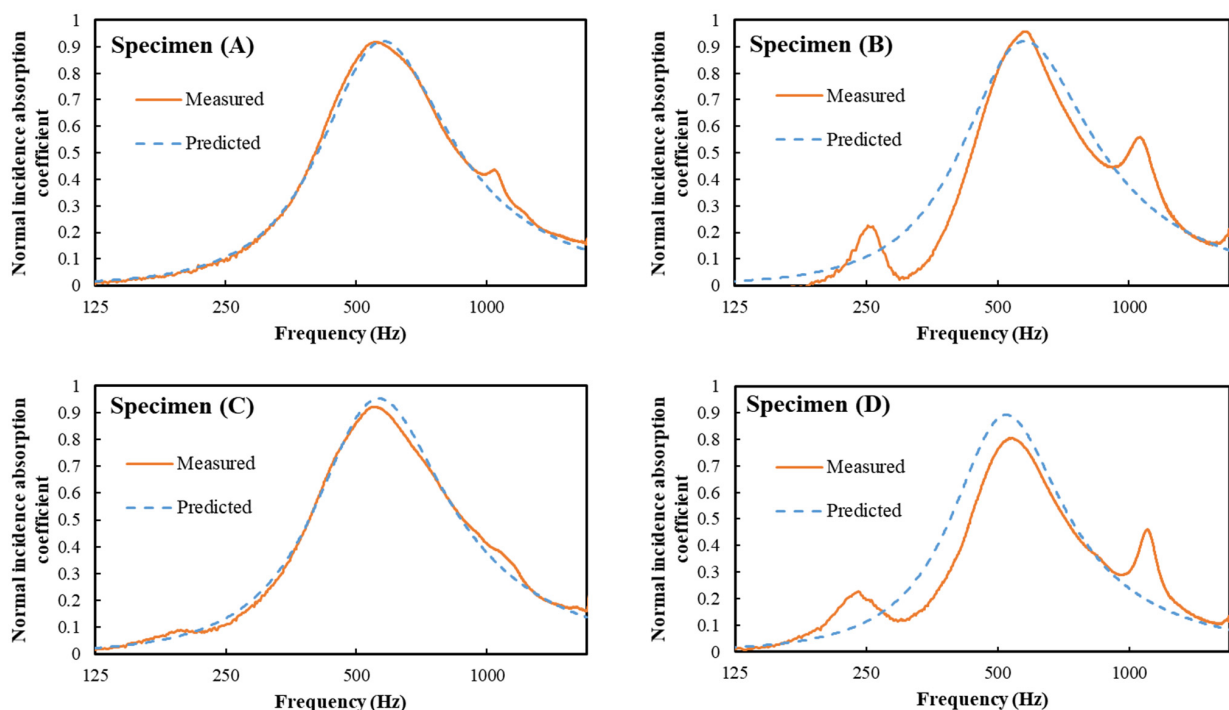 Specimen (A)
Measured
Predicted
Normal incidence absorption
coefficient
1
0.9
0.8
0.7
0.6
0.5
0.4
0.3
0.2
0.1
0
125
250
500
1000
Frequency (Hz)
Specimen (B)
Measured
Predicted
Normal incidence absorption
coefficient
1
0.9
0.8
0.7
0.6
0.5
0.4
0.3
0.2
0.1
0
125
250
500
1000
Frequency (Hz)
Specimen (C)
Measured
Predicted
Normal incidence absorption
coefficient
1
0.9
0.8
0.7
0.6
0.5
0.4
0.3
0.2
0.1
0
125
250
500
1000
Frequency (Hz)
Specimen (D)
Measured
Predicted
Normal incidence absorption
coefficient
1
0.9
0.8
0.7
0.6
0.5
0.4
0.3
0.2
0.1
0
125
250
500
1000
Frequency (Hz)